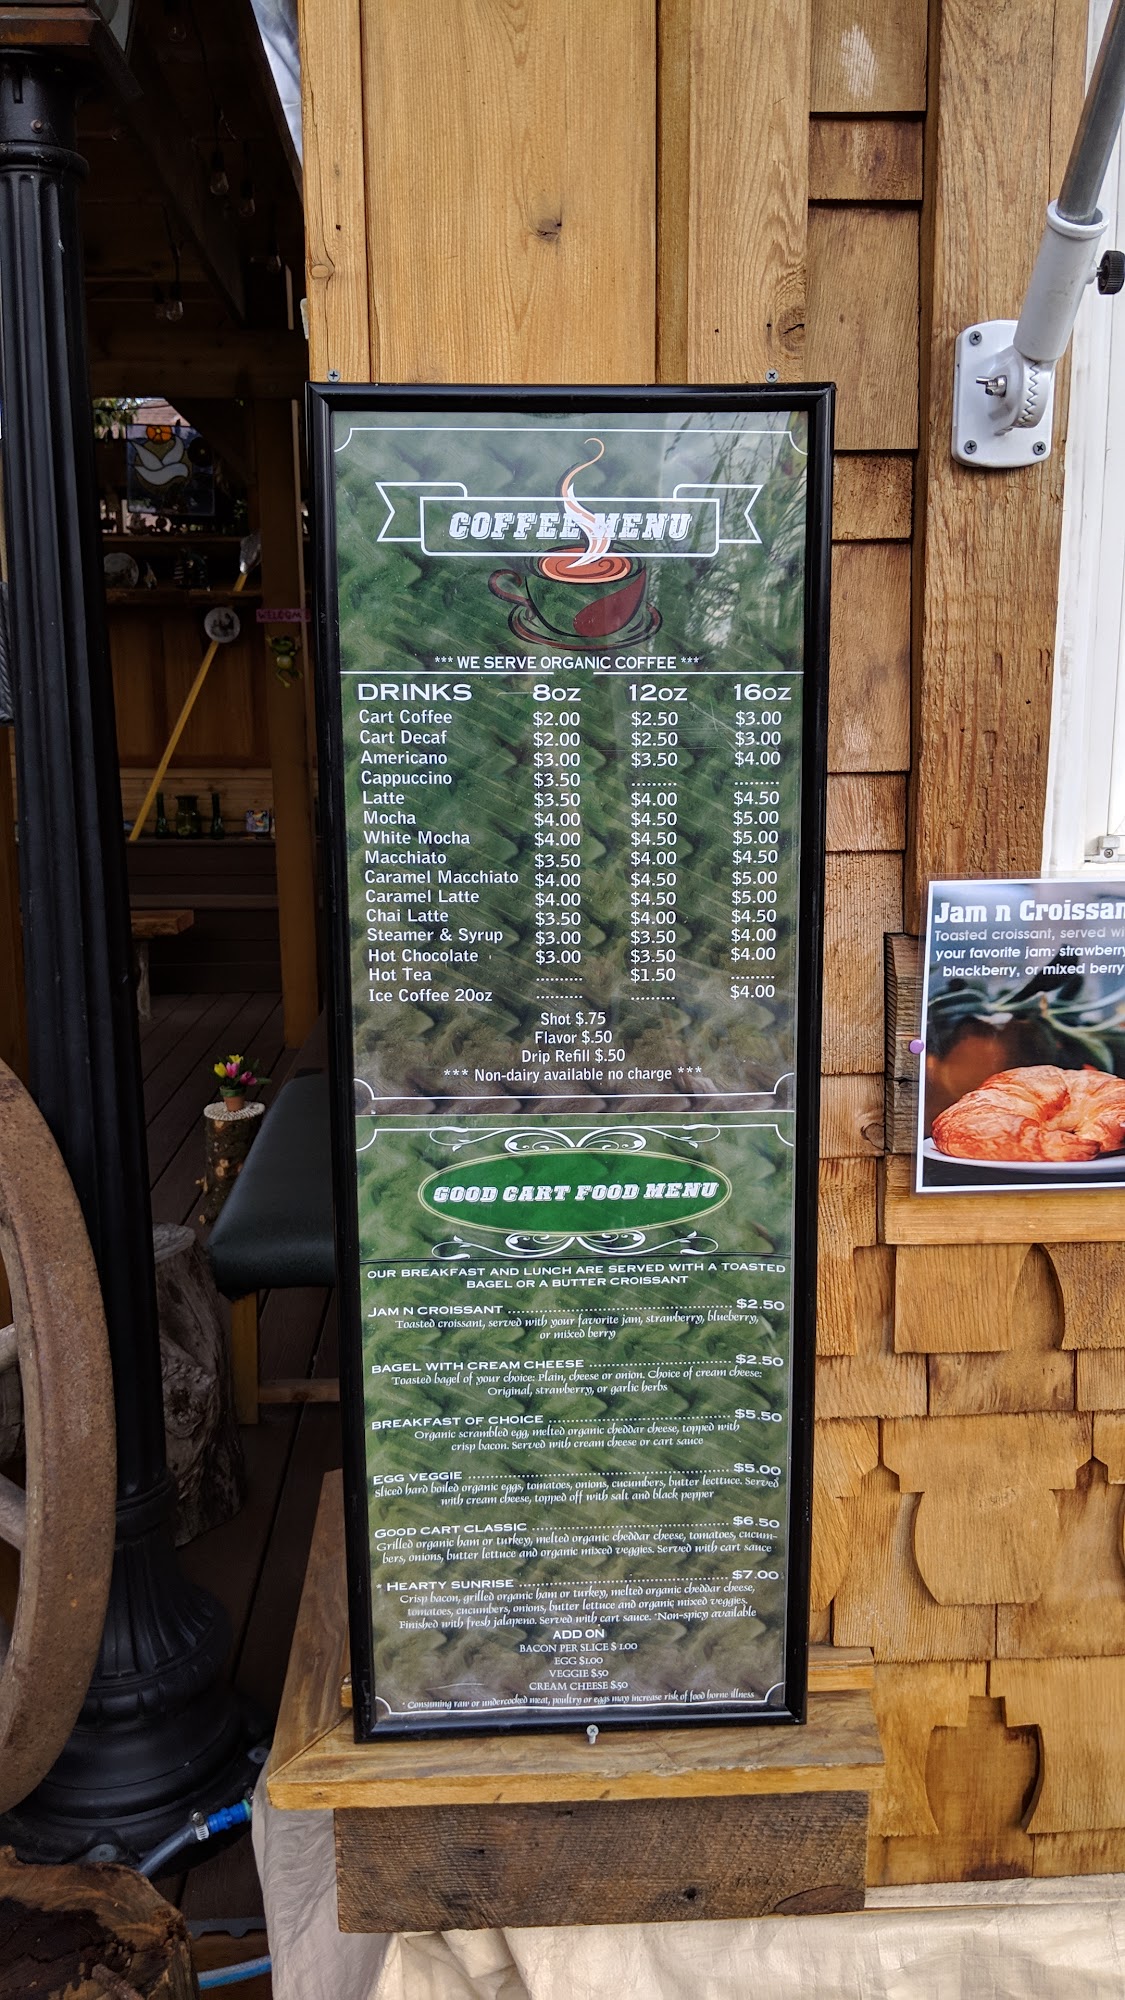 COFFEE MENU
*** WE SERVE ORGANIC COFFEE ***
DRINKS 8OZ 12OZ 16OZ
Cart Coffee $2.00 $2.50 $3.00
Cart Decaf $2.00 $2.50 $3.00
Americano $3.00 $3.50 $4.00
Cappuccino $3.50 ......... .........
Latte $3.50 $4.00 $4.50
Mocha $4.00 $4.50 $5.00
White Mocha $4.00 $4.50 $5.00
Macchiato $3.50 $4.00 $4.50
Caramel Macchiato $4.00 $4.50 $5.00
Caramel Latte $4.00 $4.50 $5.00
Chai Latte $3.50 $4.00 $4.50
Steamer & Syrup $3.00 $3.50 $4.00
Hot Chocolate $3.00 $3.50 $4.00
Hot Tea .......... $1.50 .........
Ice Coffee 20oz .......... ......... $4.00
Shot $.75
Flavor $.50
Drip Refill $.50
*** Non-dairy available no charge ***
GOOD CART FOOD MENU
OUR BREAKFAST AND LUNCH ARE SERVED WITH A TOASTED
BAGEL OR A BUTTER CROISSANT
JAM N CROISSANT ........ $2.50
Toasted croissant, served with your favorite jam, strawberry, blueberry,
or mixed berry
BAGEL WITH CREAM CHEESE ........ $2.50
Toasted bagel of your choice: Plain, cheese or onion. Choice of cream cheese:
Original, strawberry, or garlic herbs
BREAKFAST OF CHOICE ........ $5.50
Organic scrambled egg, melted organic cheddar cheese, topped with
crisp bacon. Served with cream cheese or cart sauce
EGG VEGGIE ........ $5.00
Sliced hard boiled organic eggs, tomatoes, onions, cucumbers, butter lecttuce. Served
with cream cheese, topped off with salt and black pepper
GOOD CART CLASSIC ........ $6.50
Grilled organic ham or turkey, melted organic cheddar cheese, tomatoes, cucum-
bers, onions, butter lettuce and organic mixed veggies. Served with cart sauce
* HEARTY SUNRISE ........ $7.00
Crisp bacon, grilled organic ham or turkey, melted organic cheddar cheese,
tomatoes, cucumbers, onions, butter lettuce and organic mixed veggies.
Finished with fresh jalapeno. Served with cart sauce. *Non-spicy available
ADD ON
BACON PER SLICE $ 1.00
EGG $1.00
VEGGIE $.50
CREAM CHEESE $.50
* Consuming raw or undercocked meat, poultry or eggs may increase risk of food borne illness
Jam n Croissan
Toasted croissant, served wi
your favorite jam: strawberry
blackberry, or mixed berry
WELCOME